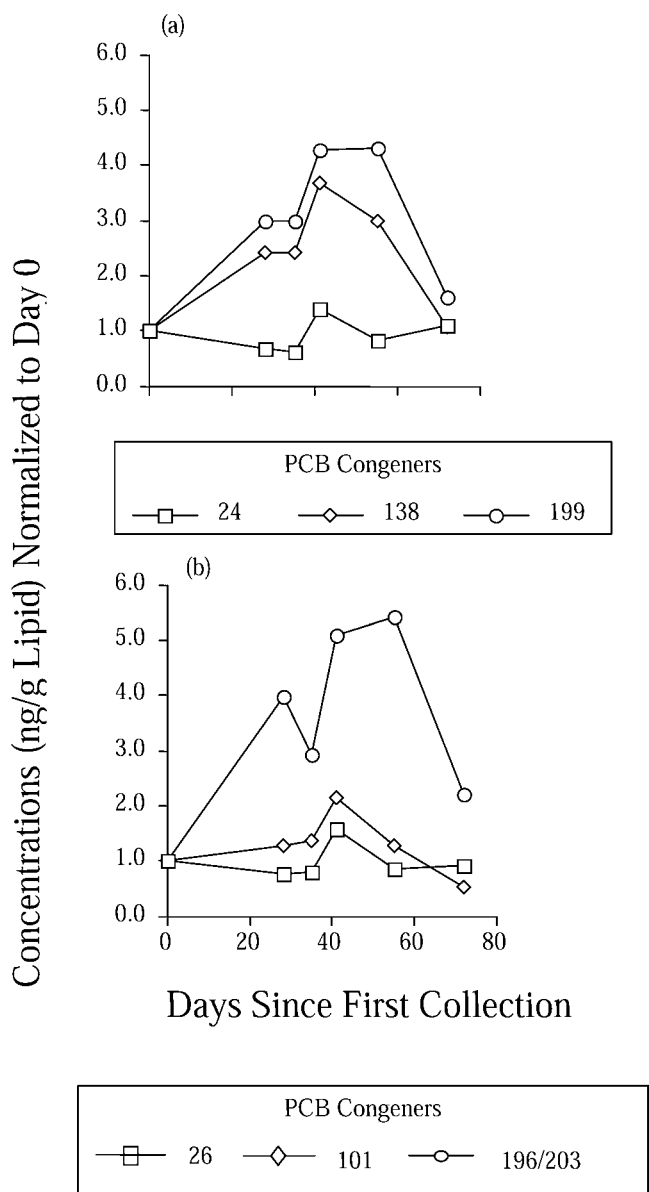 (a)
6.0
5.0
4.0
3.0
2.0
1.0
0.0
Concentrations (ng/g Lipid) Normalized to Day 0
PCB Congeners
24 138 199
(b)
6.0
5.0
4.0
3.0
2.0
1.0
0.0
0 20 40 60 80
Days Since First Collection
PCB Congeners
26 101 196/203